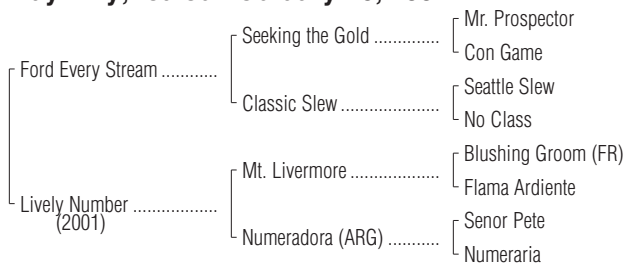 Mr. Prospector
Seeking the Gold ..............
Con Game
Ford Every Stream ............
Seattle Slew
Classic Slew .....................
No Class
Blushing Groom (FR)
Mt. Livermore ...................
Flama Ardiente
Lively Number ..................
(2001)
Senor Pete
Numeradora (ARG) ...........
Numeraria